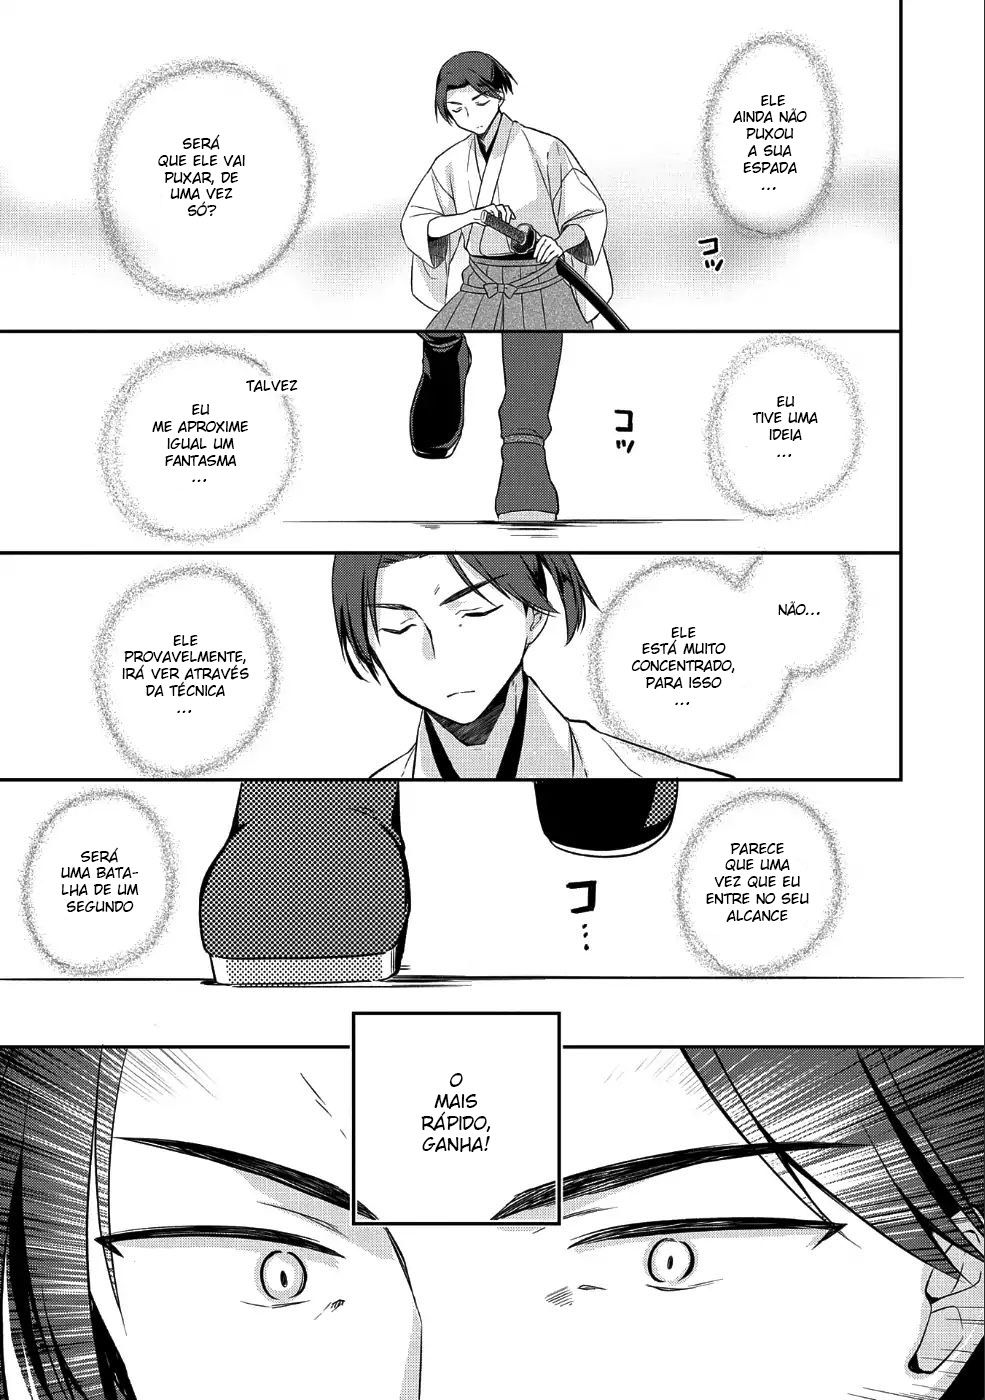 ELE
AINDA NÃO
PUXOU
A SUA
ESPADA
...
SERÁ
QUE ELE VAI
PUXAR, DE
UMA VEZ
SÓ?
コッ
EU
TIVE UMA
IDEIA
...
TALVEZ
EU
ME APROXIME
IGUAL UM
FANTASMA
...
コッ
NÃO...
ELE
ESTÁ MUITO
CONCENTRADO,
PARA ISSO
...
ELE
PROVAVELMENTE,
IRÁ VER ATRAVÉS
DA TÉCNICA
...
PARECE
QUE UMA
VEZ QUE EU
ENTRE NO SEU
ALCANCE
コ…
SERÁ
UMA BATA-
LHA DE UM
SEGUNDO
O
MAIS
RÁPIDO,
GANHA!